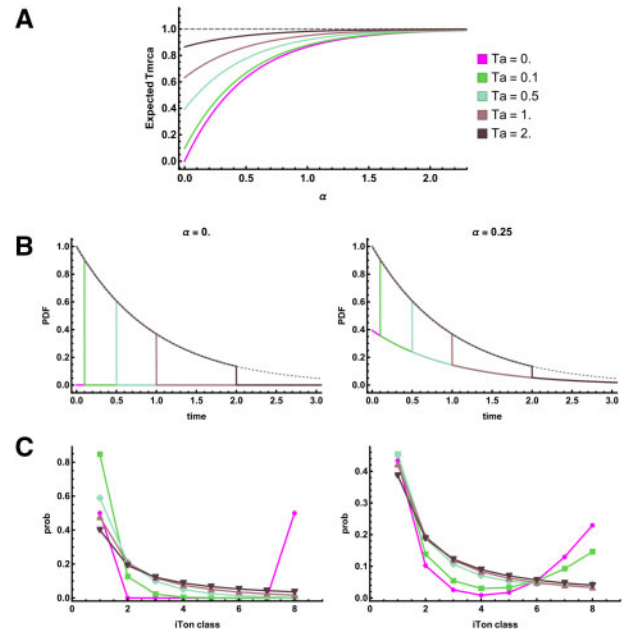 A
Expected Tmrca
1.0
0.8
0.6
0.4
0.2
0.0
0.0 0.5 1.0 1.5 2.0
α
Ta = 0.
Ta = 0.1
Ta = 0.5
Ta = 1.
Ta = 2.
B
α = 0.
PDF
1.0
0.8
0.6
0.4
0.2
0.0
0.0 0.5 1.0 1.5 2.0 2.5 3.0
time
α = 0.25
PDF
1.0
0.8
0.6
0.4
0.2
0.0
0.0 0.5 1.0 1.5 2.0 2.5 3.0
time
C
prob
0.8
0.6
0.4
0.2
0.0
2 4 6 8
iTon class
prob
0.4
0.3
0.2
0.1
0.0
2 4 6 8
iTon class